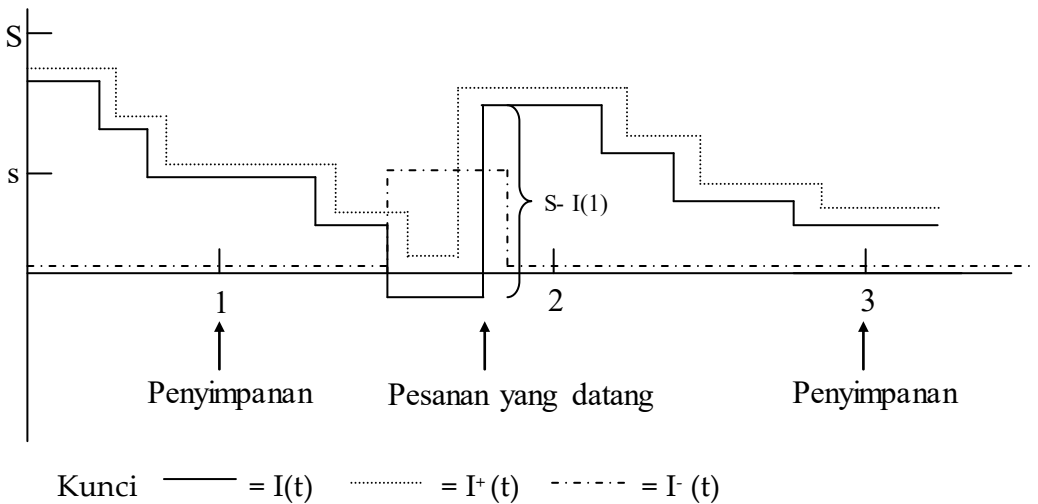 S
s
S- I(1)
1 2 3
Penyimpanan Pesanan yang datang Penyimpanan
Kunci = I(t) = I⁺ (t) = I⁻ (t)